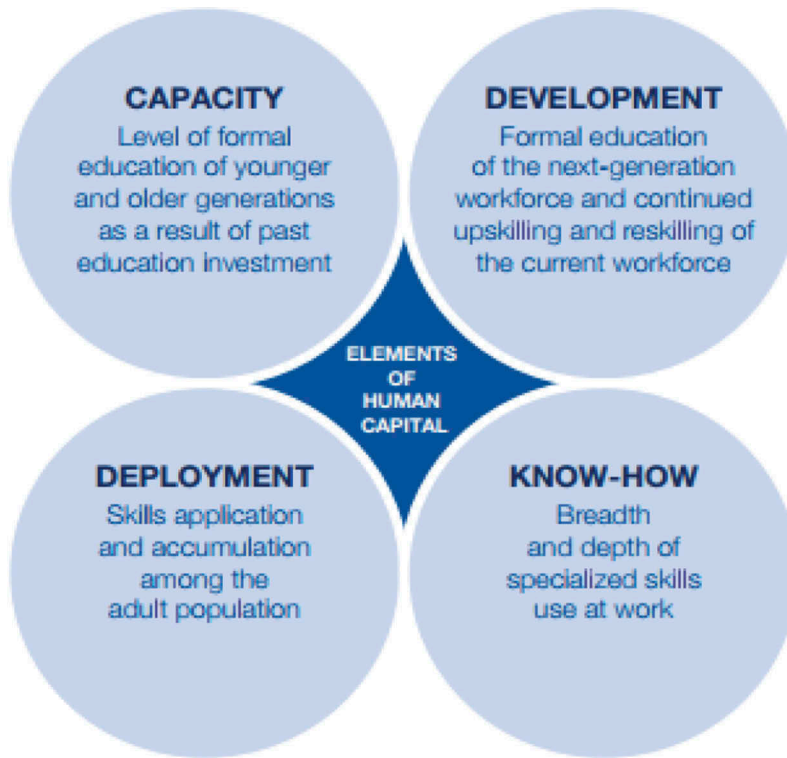 CAPACITY
Level of formal
education of younger
and older generations
as a result of past
education investment
DEVELOPMENT
Formal education
of the next-generation
workforce and continued
upskilling and reskilling of
the current workforce
ELEMENTS
OF
HUMAN
CAPITAL
DEPLOYMENT
Skills application
and accumulation
among the
adult population
KNOW-HOW
Breadth
and depth of
specialized skills
use at work